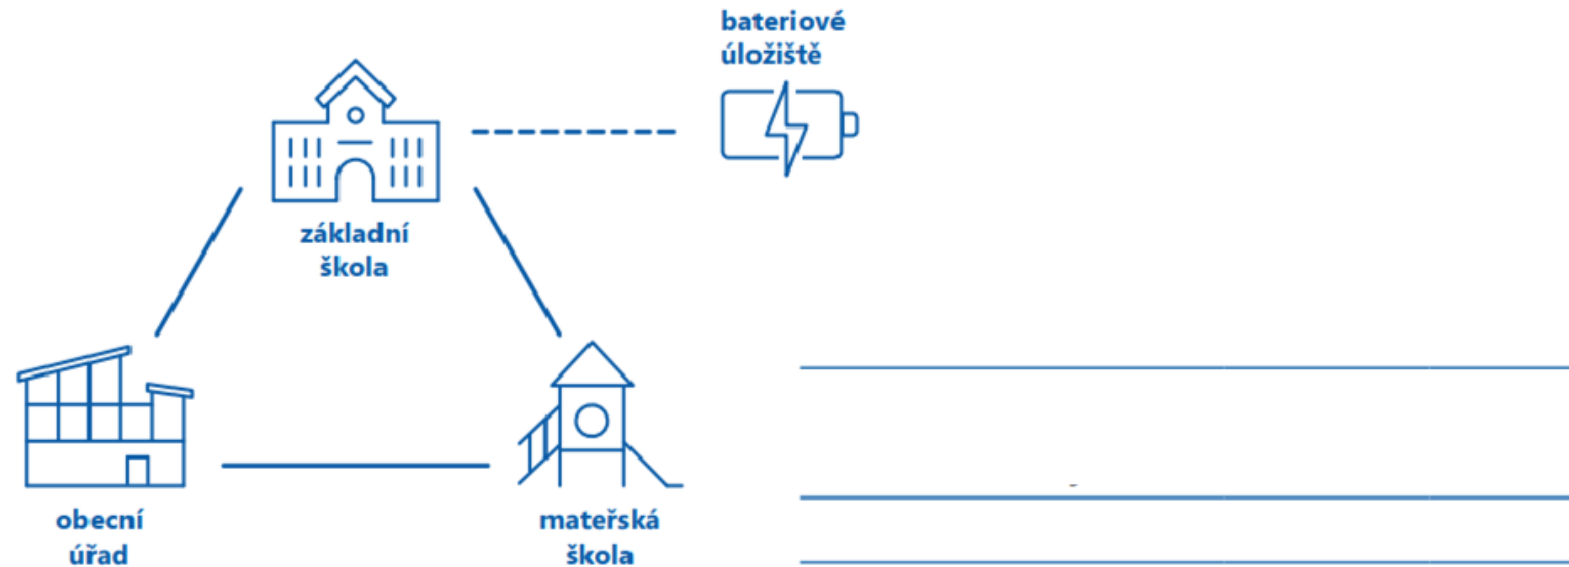 bateriové
úložiště
základní
škola
obecní
úřad
mateřská
škola